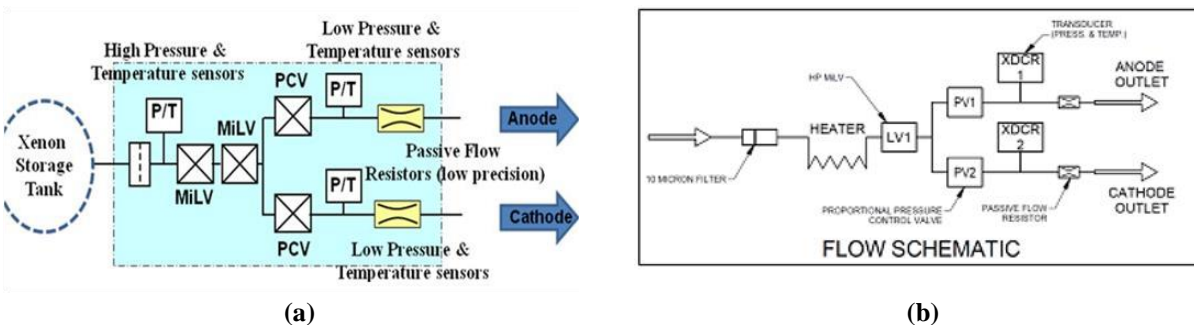 High Pressure &
Temperature sensors
Low Pressure &
Temperature sensors
PCV
P/T
P/T
MiLV
Anode
Xenon
Storage
Tank
MiLV
Passive Flow
Resistors (low precision)
P/T
Cathode
PCV
Low Pressure &
Temperature sensors
(a)
TRANSDUCER
(PRESS. & TEMP.)
XDCR
1
ANODE
OUTLET
HP MiLV
PV1
HEATER
LV1
XDCR
2
10 MICRON FILTER
PV2
CATHODE
OUTLET
PROPORTIONAL PRESSURE
CONTROL VALVE
PASSIVE FLOW
RESISTOR
FLOW SCHEMATIC
(b)